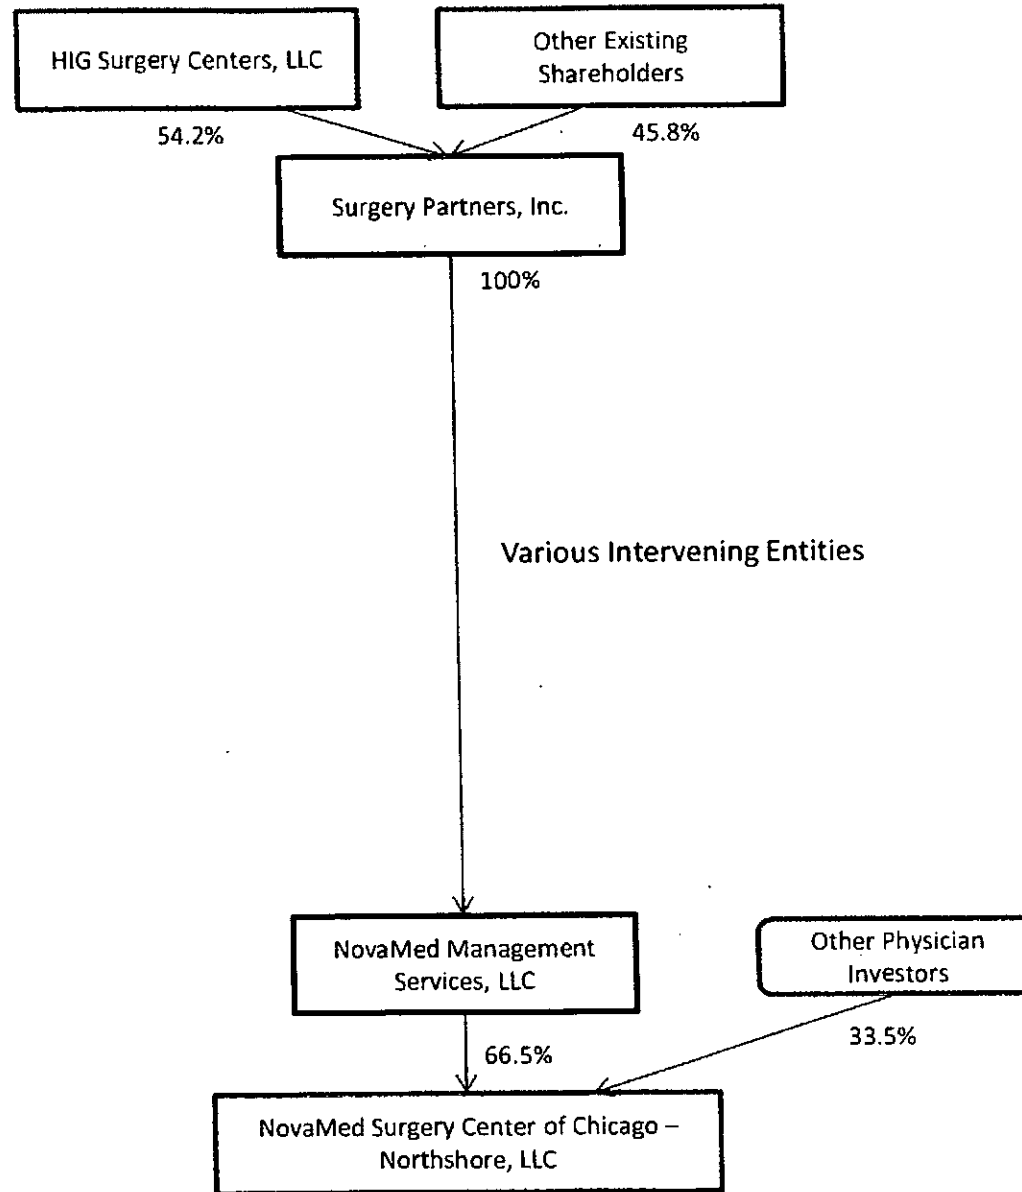 HIG Surgery Centers, LLC
Other Existing
Shareholders
54.2%
45.8%
Surgery Partners, Inc.
100%
Various Intervening Entities
NovaMed Management
Services, LLC
Other Physician
Investors
66.5%
33.5%
NovaMed Surgery Center of Chicago –
Northshore, LLC